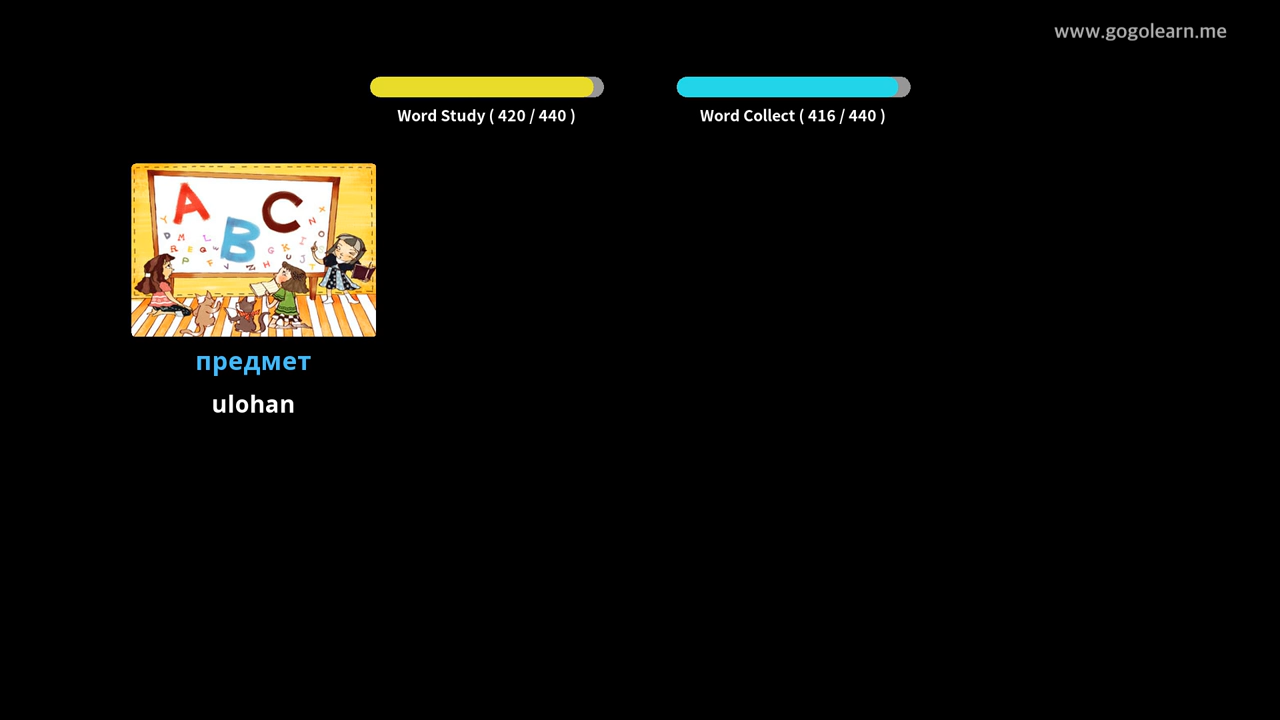 www.gogolearn.me
Word Study ( 420 / 440 )
Word Collect ( 416 / 440 )
A
B
C
предмет
ulohan